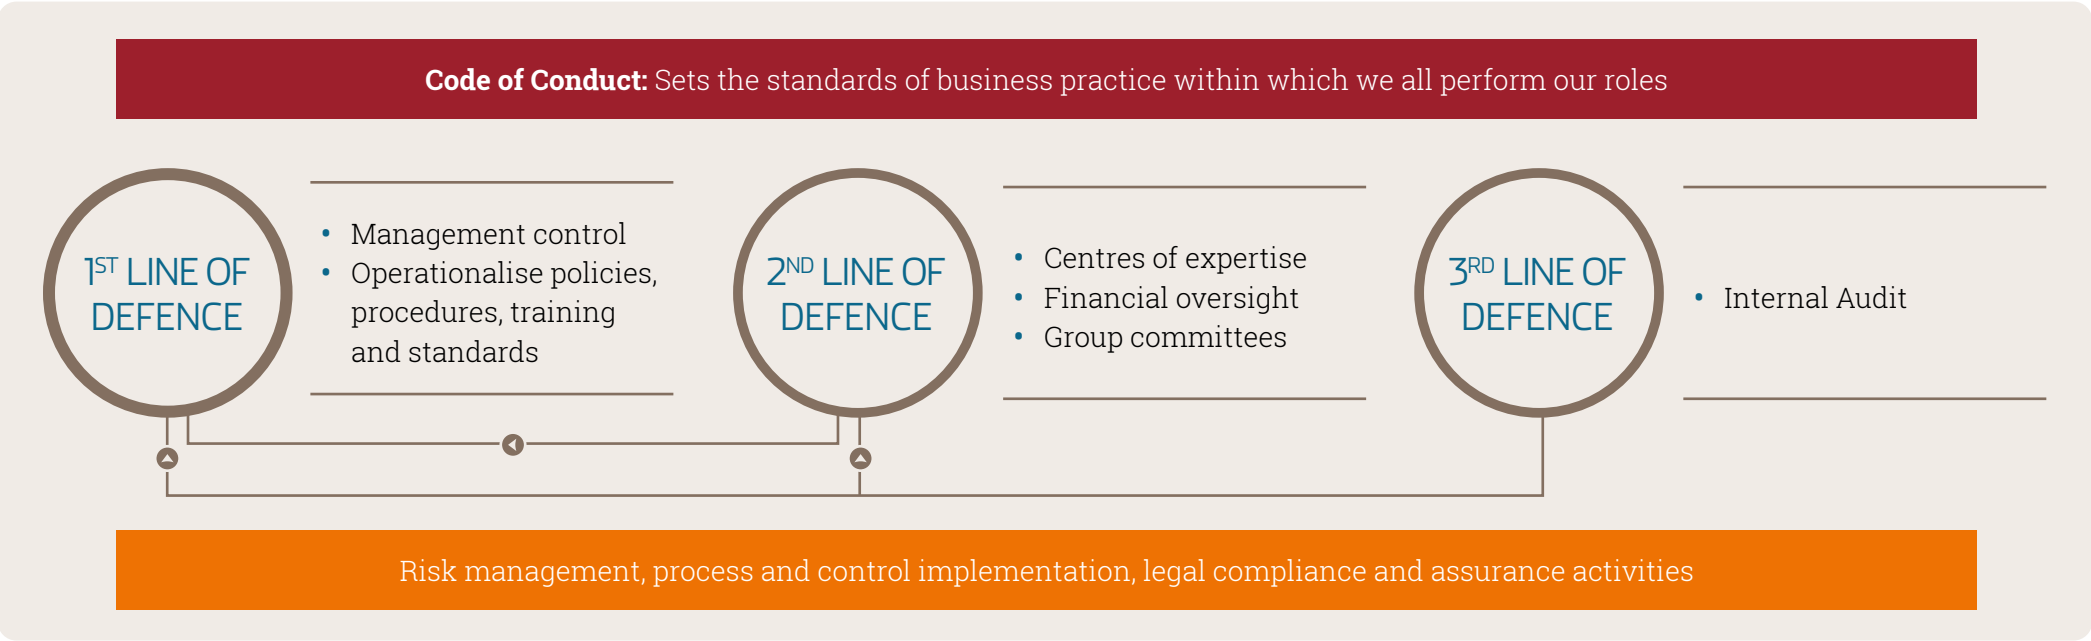 Code of Conduct: Sets the standards of business practice within which we all perform our roles
1ST LINE OF
DEFENCE
• Management control
• Operationalise policies,
procedures, training
and standards
2ND LINE OF
DEFENCE
• Centres of expertise
• Financial oversight
• Group committees
3RD LINE OF
DEFENCE
• Internal Audit
Risk management, process and control implementation, legal compliance and assurance activities